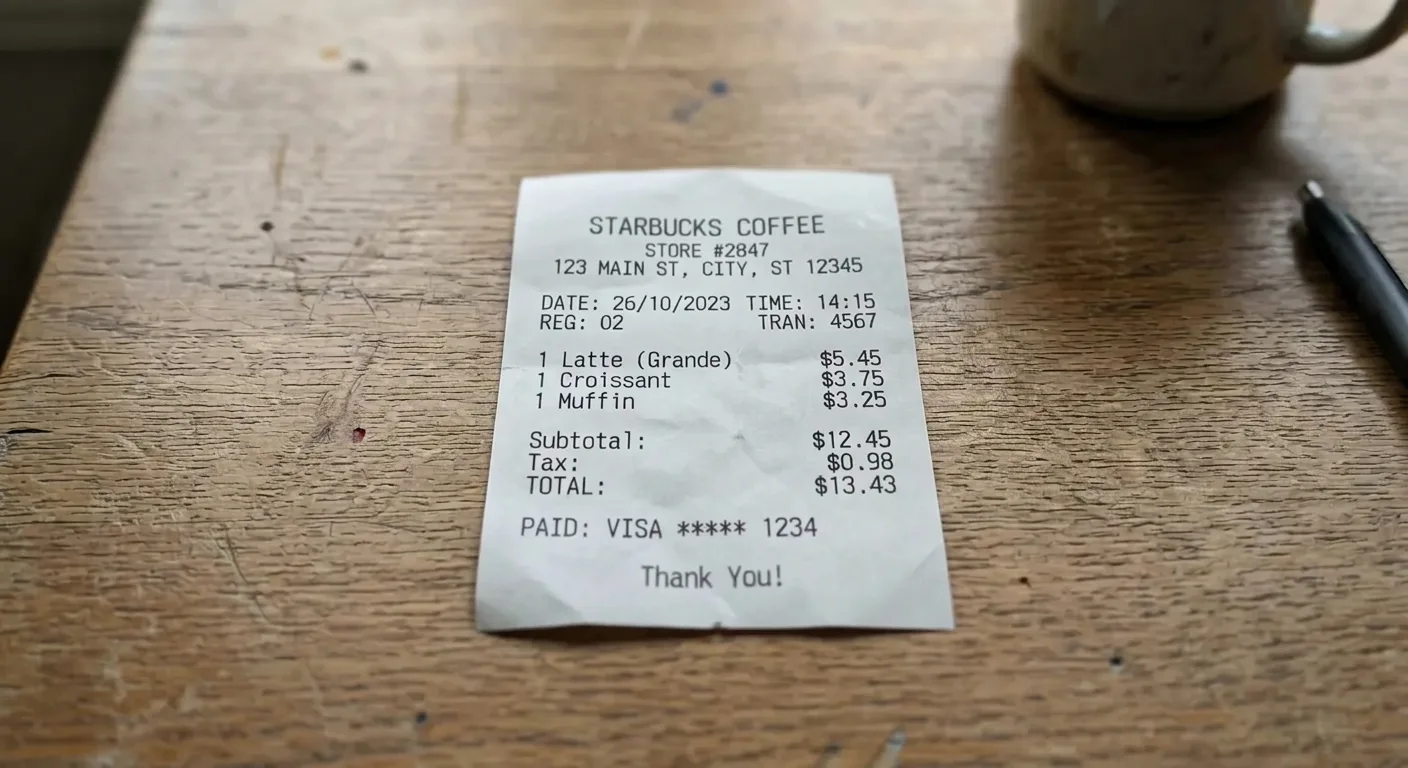 STARBUCKS COFFEE
STORE #2847
123 MAIN ST, CITY, ST 12345
DATE: 26/10/2023 TIME: 14:15
REG: 02 TRAN: 4567
1 Latte (Grande) $5.45
1 Croissant $3.75
1 Muffin $3.25
Subtotal: $12.45
Tax: $0.98
TOTAL: $13.43
PAID: VISA ***** 1234
Thank You!